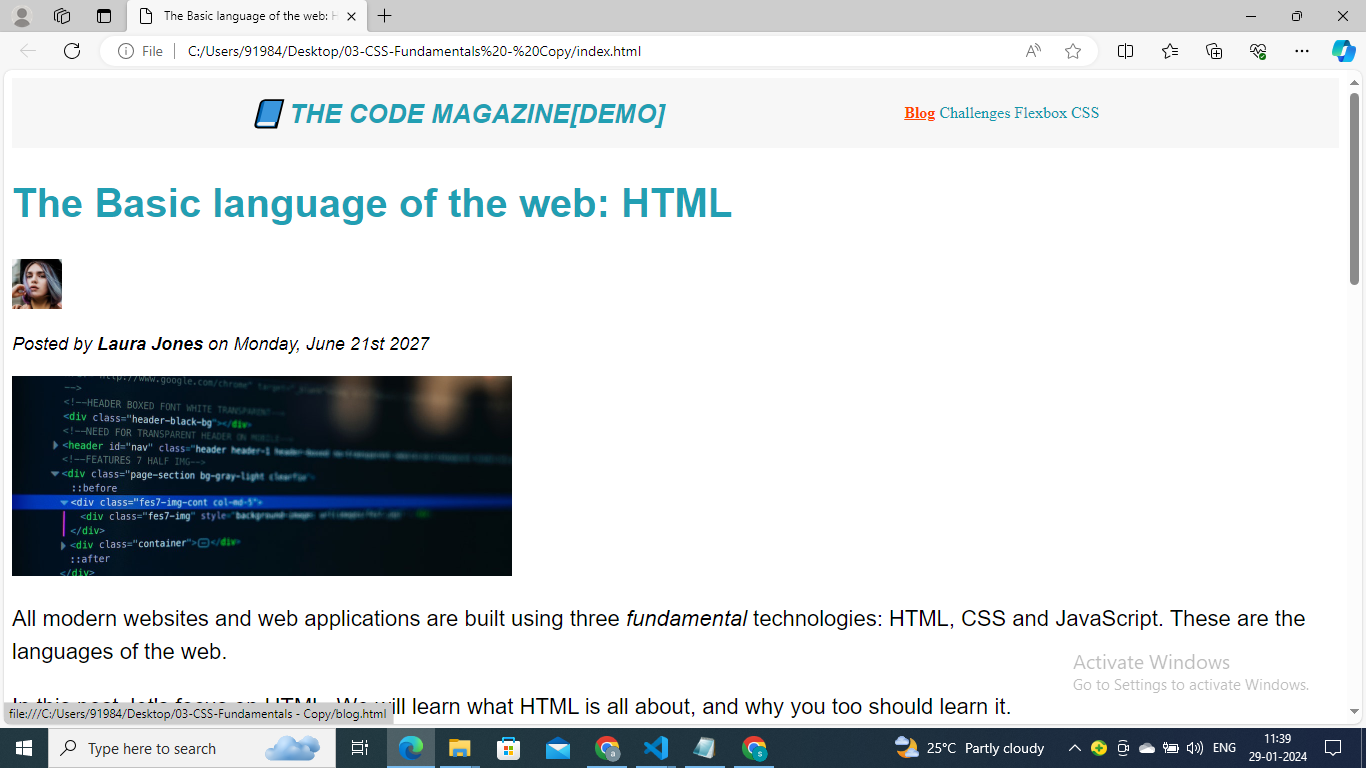 The Basic language of the web: H
File
C:/Users/91984/Desktop/03-CSS-Fundamentals%20-%20Copy/index.html
THE CODE MAGAZINE[DEMO]
Blog Challenges Flexbox CSS
The Basic language of the web: HTML
Posted by Laura Jones on Monday, June 21st 2027
-->
<!--HEADER BOXED FONT WHITE TRANSPARENT-->
<div class="header-black-bg"></div>
<!--NEED FOR TRANSPARENT HEADER ON MOBILE-->
<header id="nav" class="header header-1
<!--FEATURES 7 HALF IMG-->
<div class="page-section bg-gray-light clearfix">
::before
<div class="fes7-img-cont col-md-5">
<div class="fes7-img" style="background-image:
</div>
<div class="container"></div>
::after
</div>
All modern websites and web applications are built using three fundamental technologies: HTML, CSS and JavaScript. These are the
languages of the web.
Activate Windows
Go to Settings to activate Windows.
In this post, let's focus on HTML. We will learn what HTML is all about, and why you too should learn it.
file:///C:/Users/91984/Desktop/03-CSS-Fundamentals - Copy/blog.html
Type here to search
25°C Partly cloudy
ENG
11:39
29-01-2024